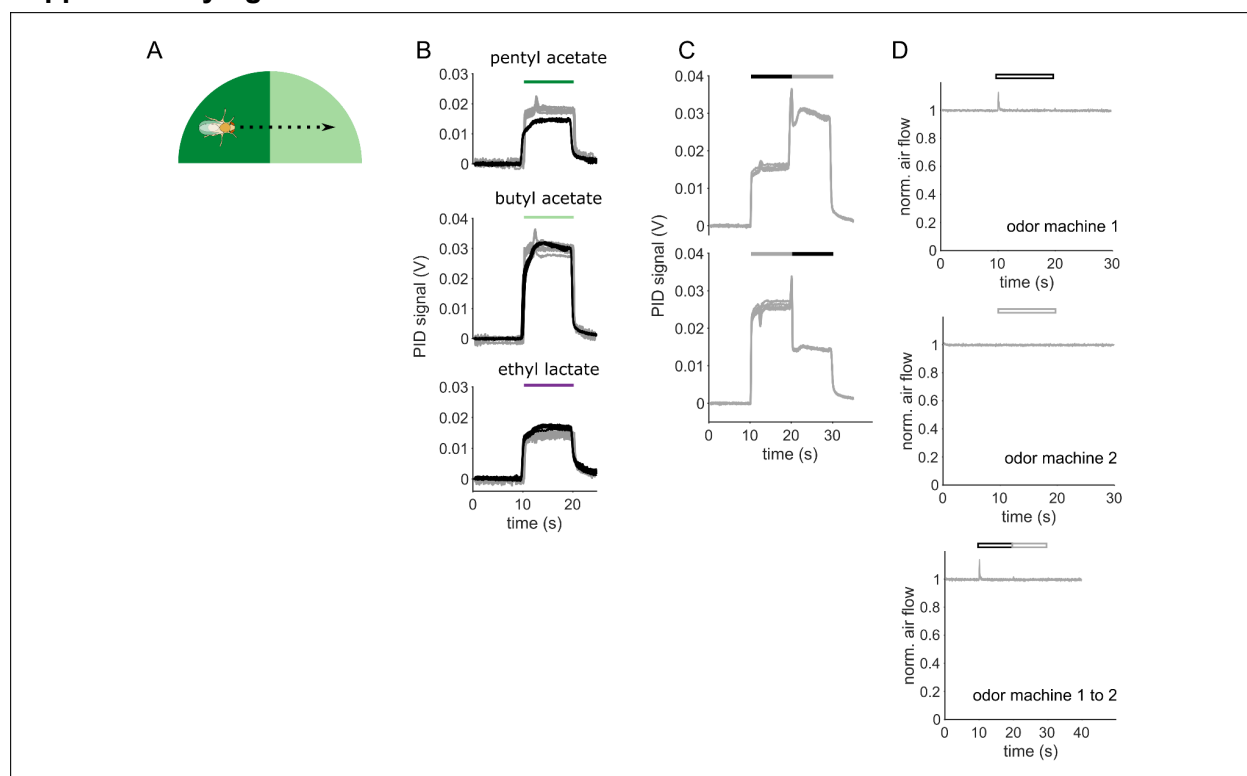 A
B
pentyl acetate
0.03
0.02
0.01
0
butyl acetate
0.04
0.03
0.02
0.01
0
PID signal (V)
ethyl lactate
0.03
0.02
0.01
0
0 10 20
time (s)
C
0.04
0.03
0.02
0.01
0
PID signal (V)
0.04
0.03
0.02
0.01
0
0 10 20 30
time (s)
D
1
0.8
0.6
0.4
0.2
0
norm. air flow
odor machine 1
0 10 20 30
time (s)
1
0.8
0.6
0.4
0.2
0
norm. air flow
odor machine 2
0 10 20 30
time (s)
1
0.8
0.6
0.4
0.2
0
norm. air flow
odor machine 1 to 2
0 10 20 30 40
time (s)